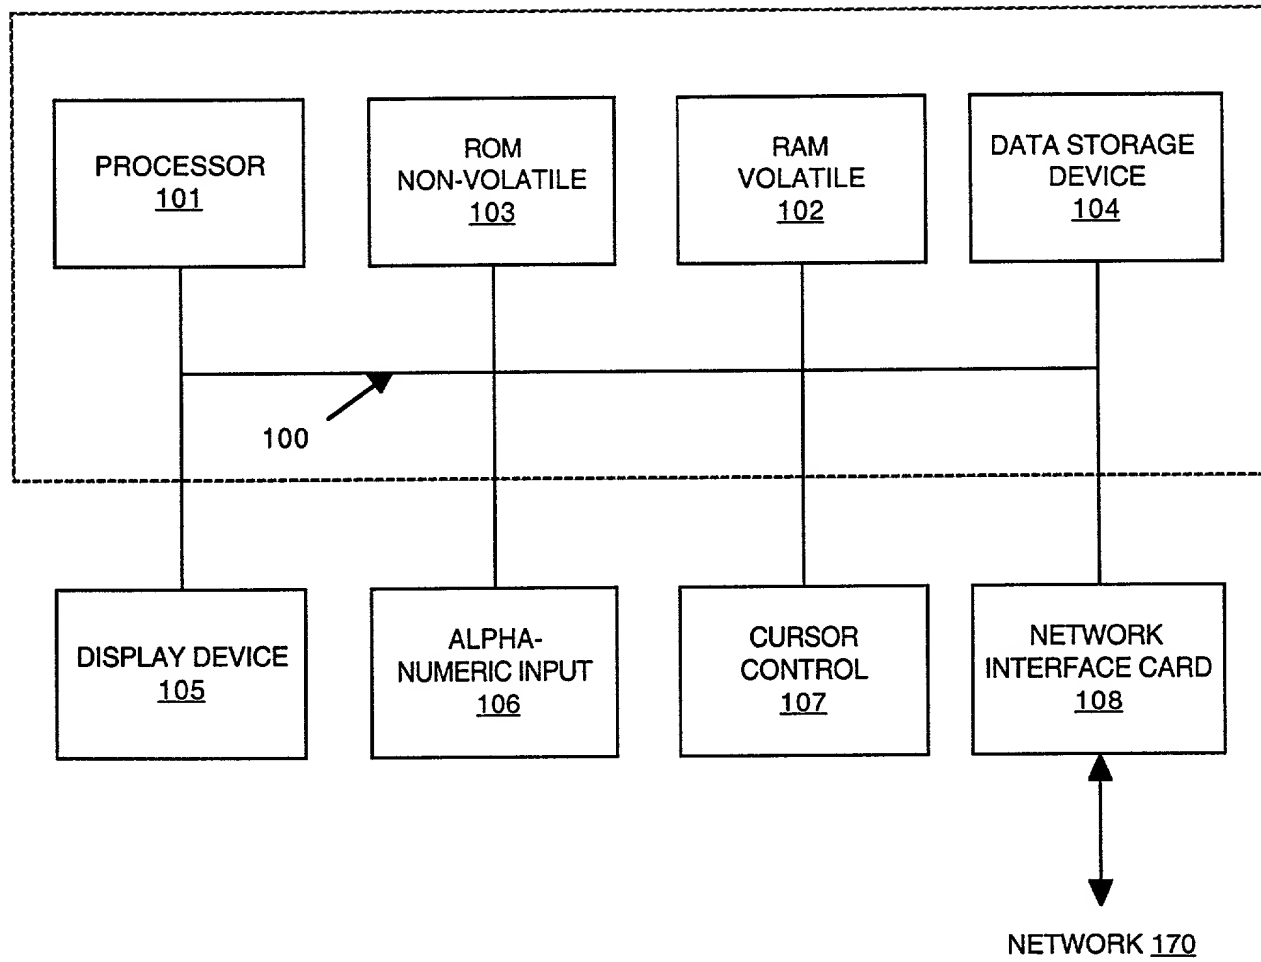 PROCESSOR
101
ROM
NON-VOLATILE
103
RAM
VOLATILE
102
DATA STORAGE
DEVICE
104
100
DISPLAY DEVICE
105
ALPHA-
NUMERIC INPUT
106
CURSOR
CONTROL
107
NETWORK
INTERFACE CARD
108
NETWORK 170